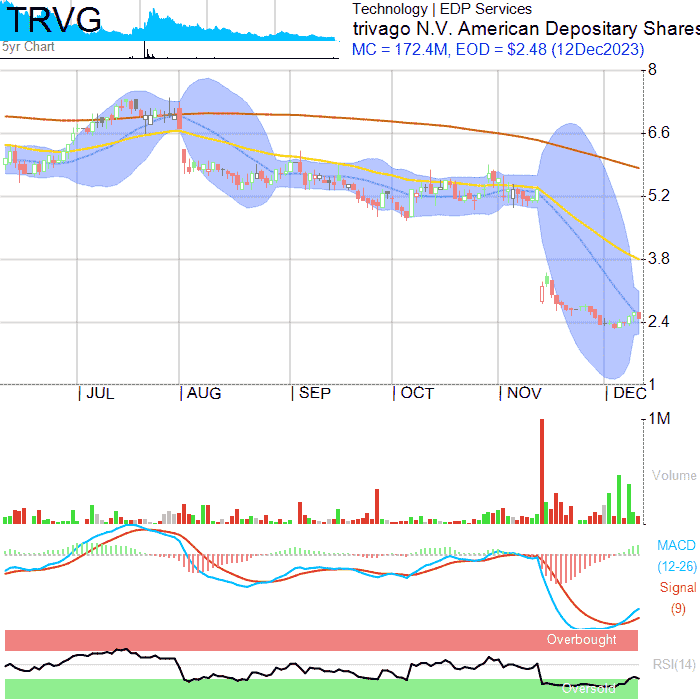 TRVG
5yr Chart
Technology | EDP Services
trivago N.V. American Depositary Shares
MC = 172.4M, EOD = $2.48 (12Dec2023)
8
6.6
5.2
3.8
2.4
1
JUL AUG SEP OCT NOV DEC
1M
Volume
MACD
(12-26)
Signal
(9)
Overbought
RSI(14)
Oversold